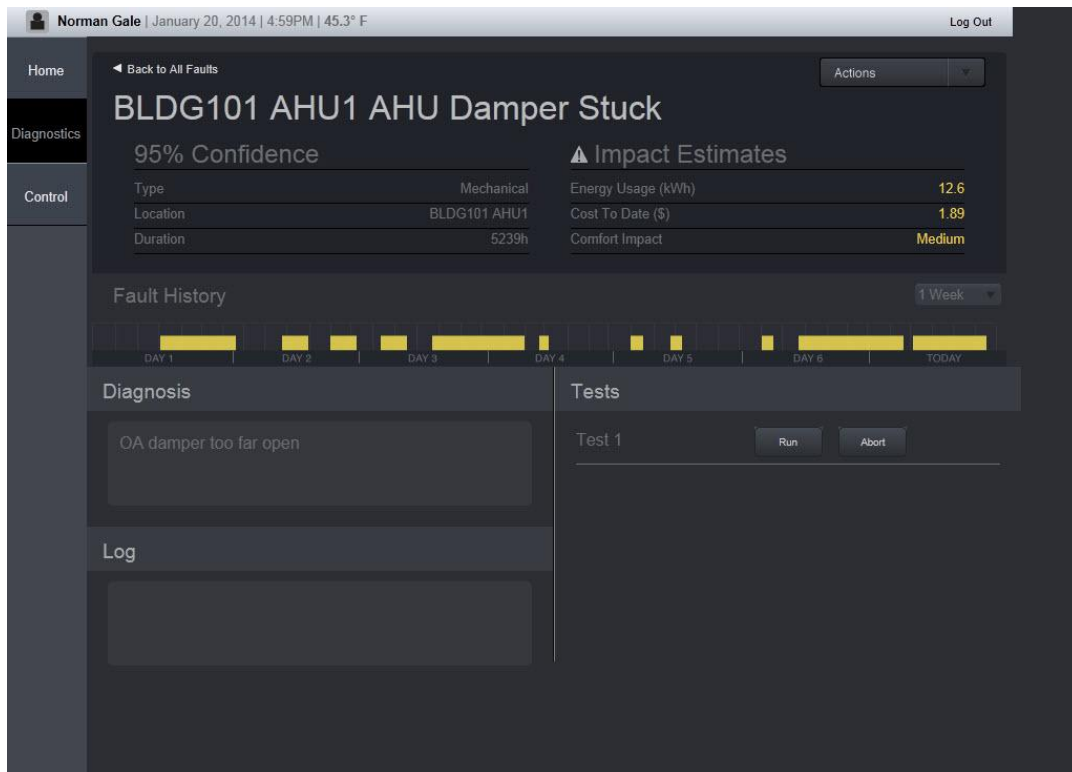 Norman Gale | January 20, 2014 | 4:59PM | 45.3° F Log Out
Home
Diagnostics
Control
◄ Back to All Faults
Actions
BLDG101 AHU1 AHU Damper Stuck
95% Confidence
Type Mechanical
Location BLDG101 AHU1
Duration 5239h
Impact Estimates
Energy Usage (kWh) 12.6
Cost To Date ($) 1.89
Comfort Impact Medium
Fault History 1 Week
DAY 1 DAY 2 DAY 3 DAY 4 DAY 5 DAY 6 TODAY
Diagnosis
OA damper too far open
Log
Tests
Test 1 Run Abort